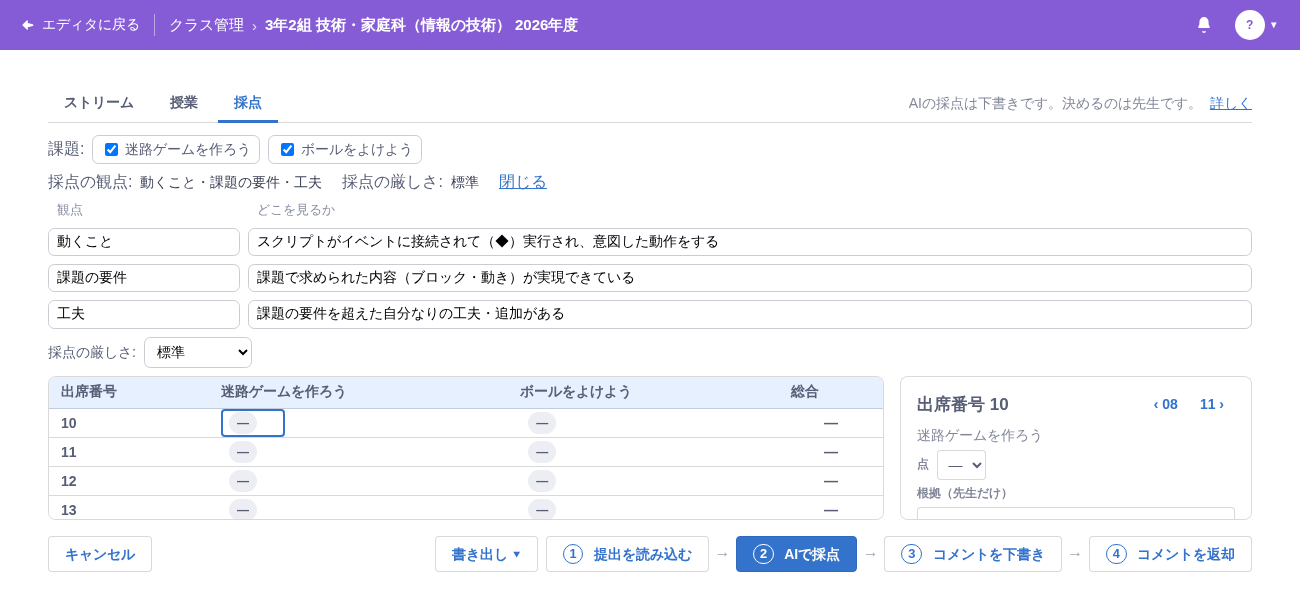 エディタに戻る クラス管理 › 3年2組 技術・家庭科（情報の技術） 2026年度 ? ▾
ストリーム 授業 採点 AIの採点は下書きです。決めるのは先生です。 詳しく
課題: 迷路ゲームを作ろう ボールをよけよう
採点の観点: 動くこと・課題の要件・工夫 採点の厳しさ: 標準 閉じる
観点 どこを見るか
動くこと スクリプトがイベントに接続されて（◆）実行され、意図した動作をする
課題の要件 課題で求められた内容（ブロック・動き）が実現できている
工夫 課題の要件を超えた自分なりの工夫・追加がある
採点の厳しさ: 標準
出席番号 迷路ゲームを作ろう ボールをよけよう 総合
10 — — —
11 — — —
12 — — —
13 — — —
出席番号 10 ‹ 08 11 ›
迷路ゲームを作ろう
点 —
根拠（先生だけ）
キャンセル 書き出し ▾ 1 提出を読み込む → 2 AIで採点 → 3 コメントを下書き → 4 コメントを返却